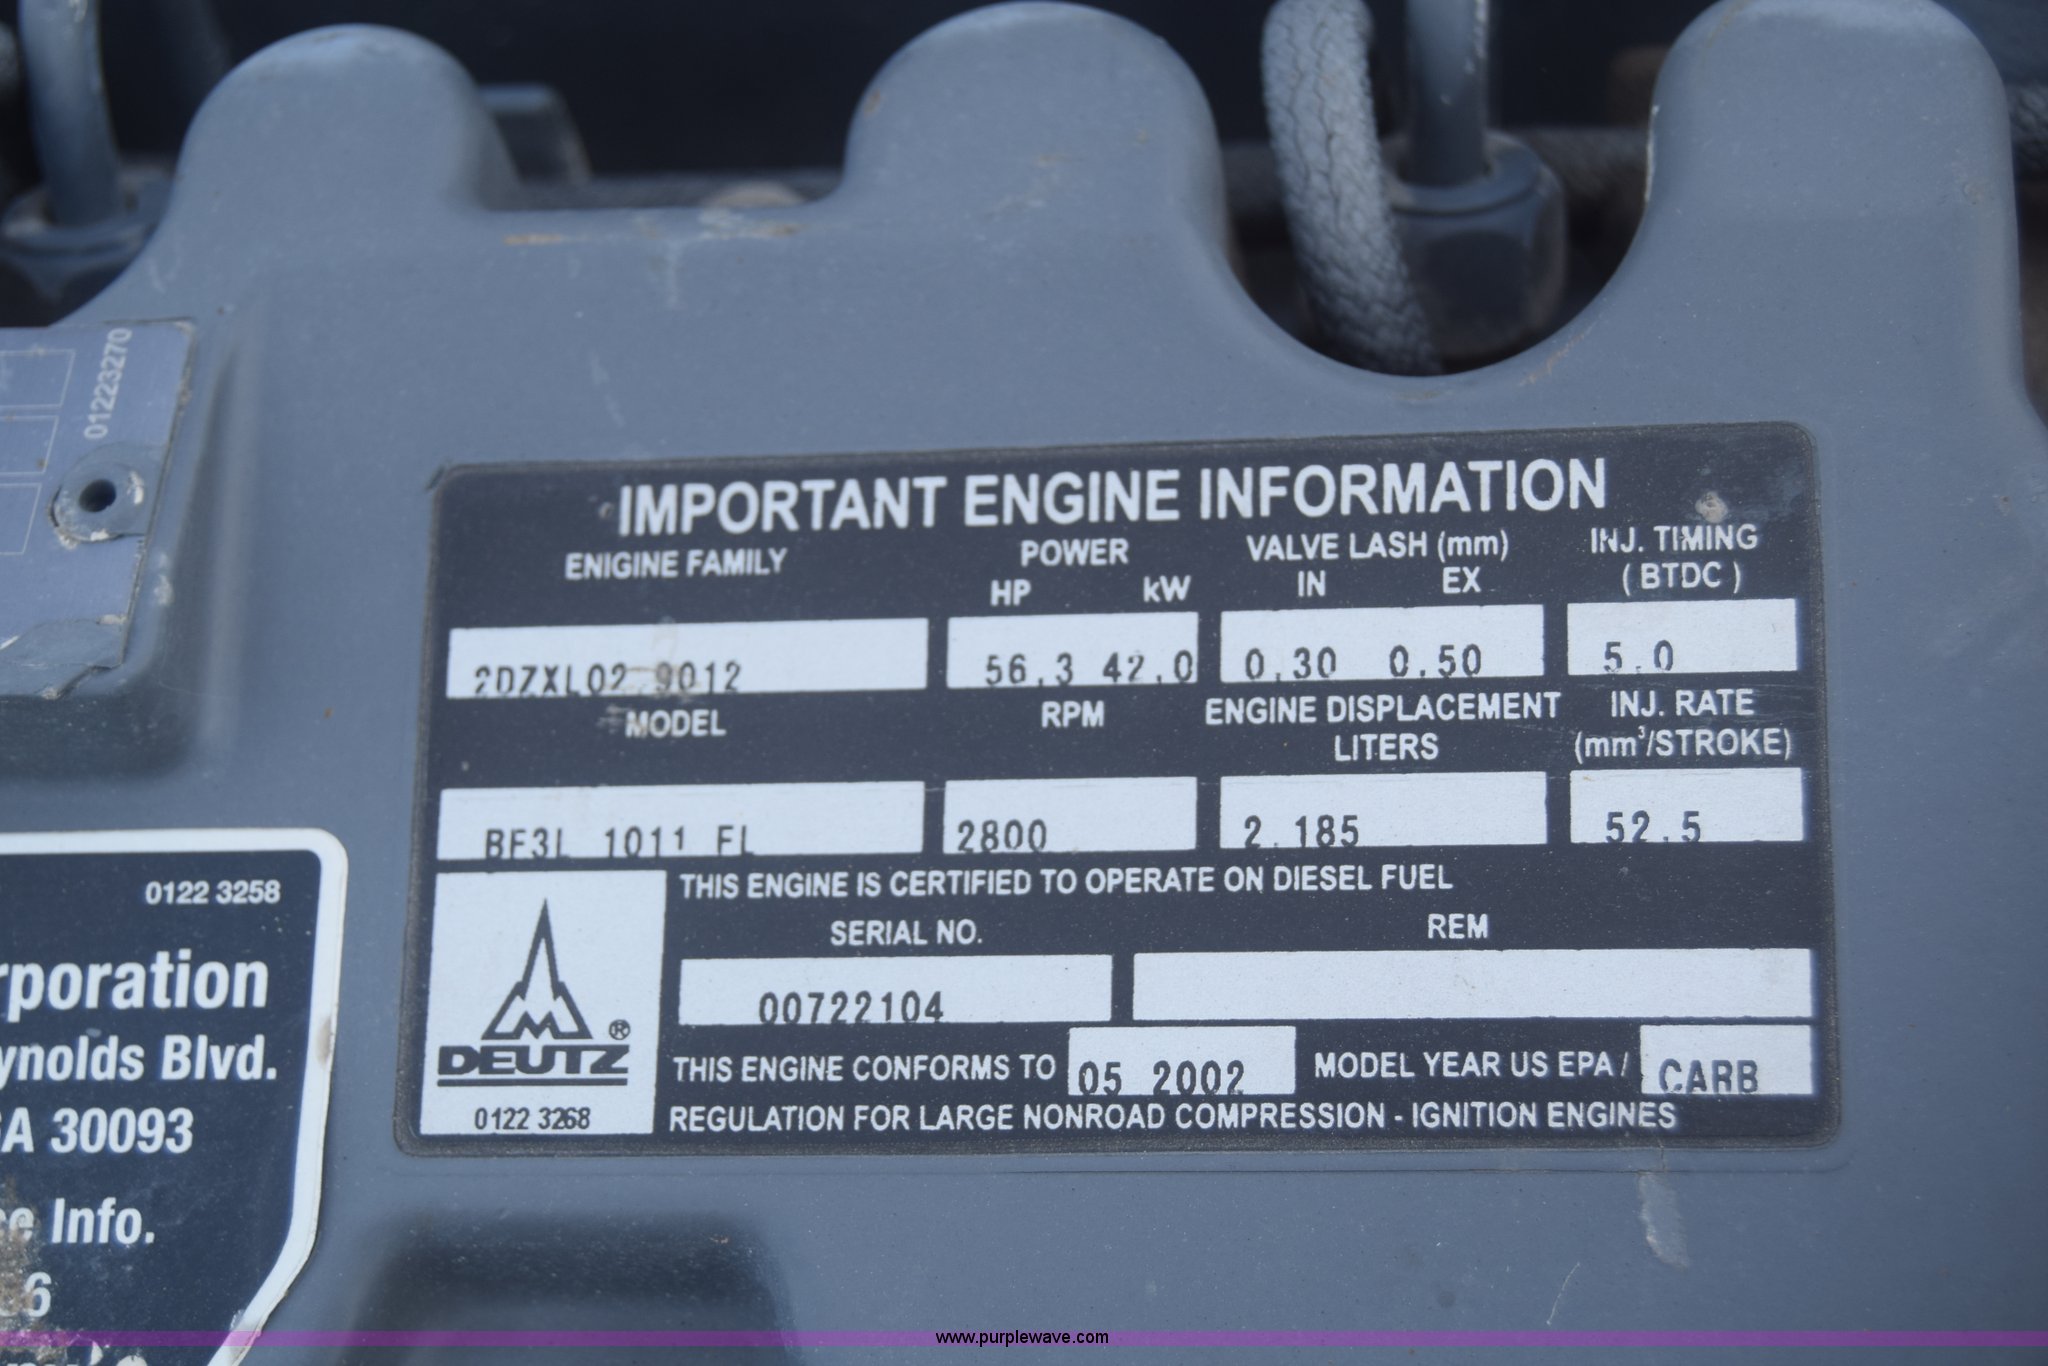 01223270
IMPORTANT ENGINE INFORMATION
ENIGINE FAMILY
POWER
HP kW
VALVE LASH (mm)
IN EX
INJ. TIMING
( BTDC )
2DZXL02 9012
56,3 42,0
0,30 0,50
5,0
MODEL
RPM
ENGINE DISPLACEMENT
LITERS
INJ. RATE
(mm³/STROKE)
BF3L 1011 FL
2800
2.185
52,5
THIS ENGINE IS CERTIFIED TO OPERATE ON DIESEL FUEL
SERIAL NO.
REM
00722104
DEUTZ®
0122 3268
THIS ENGINE CONFORMS TO 05 2002 MODEL YEAR US EPA / CARB
REGULATION FOR LARGE NONROAD COMPRESSION - IGNITION ENGINES
0122 3258
rporation
ynolds Blvd.
GA 30093
ce Info.
6
www.purplewave.com